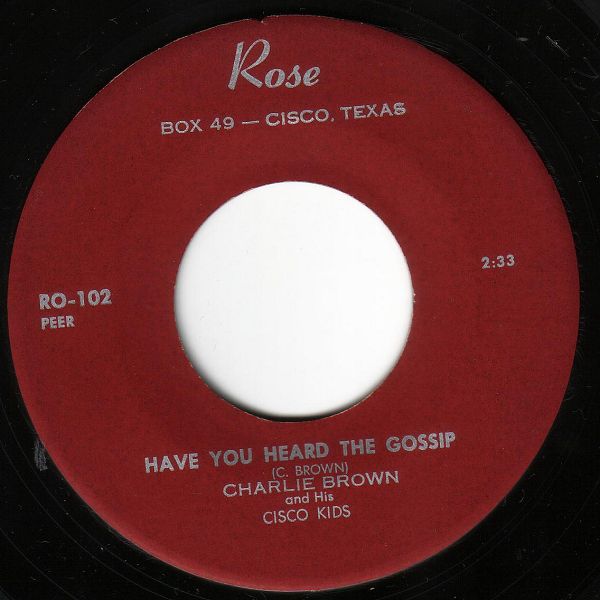 Rose
BOX 49 — CISCO, TEXAS
2:33
RO-102
PEER
HAVE YOU HEARD THE GOSSIP
(C. BROWN)
CHARLIE BROWN
and His
CISCO KIDS